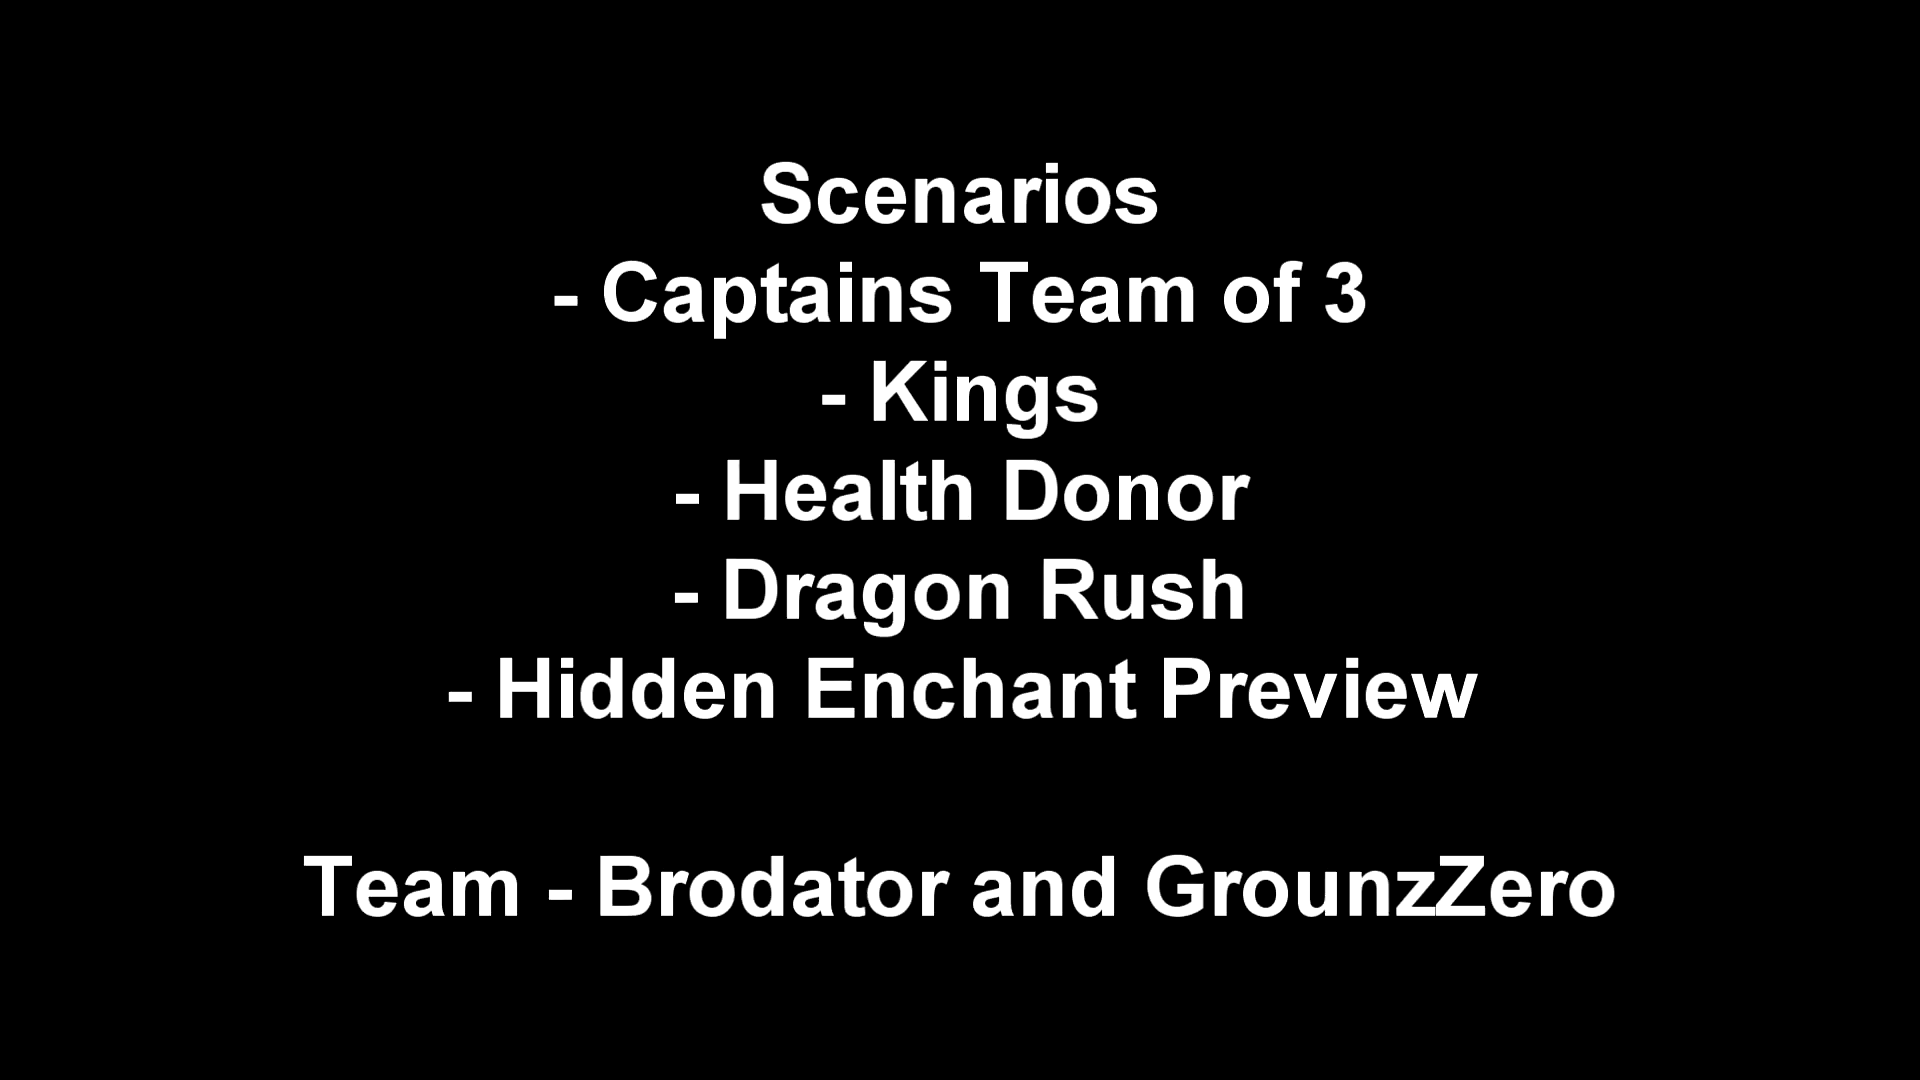 Scenarios
- Captains Team of 3
- Kings
- Health Donor
- Dragon Rush
- Hidden Enchant Preview
Team - Brodator and GrounzZero